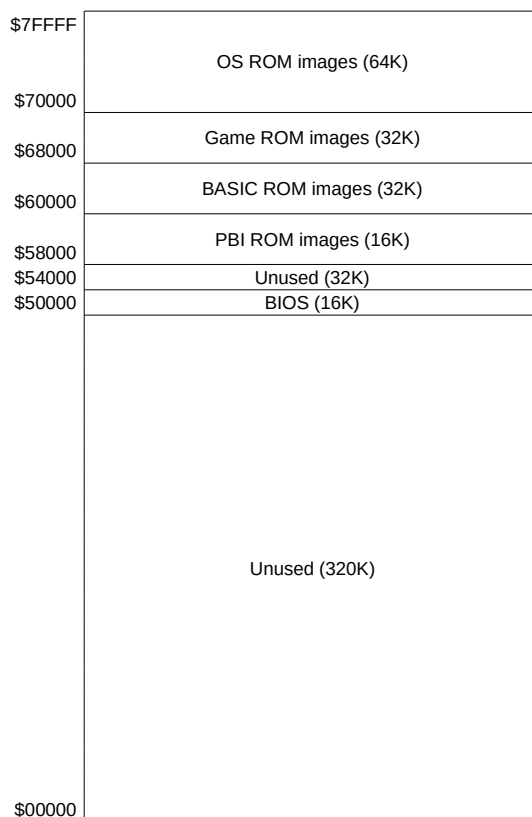 $7FFFF
OS ROM images (64K)
$70000
Game ROM images (32K)
$68000
BASIC ROM images (32K)
$60000
PBI ROM images (16K)
$58000
$54000
Unused (32K)
$50000
BIOS (16K)
Unused (320K)
$00000